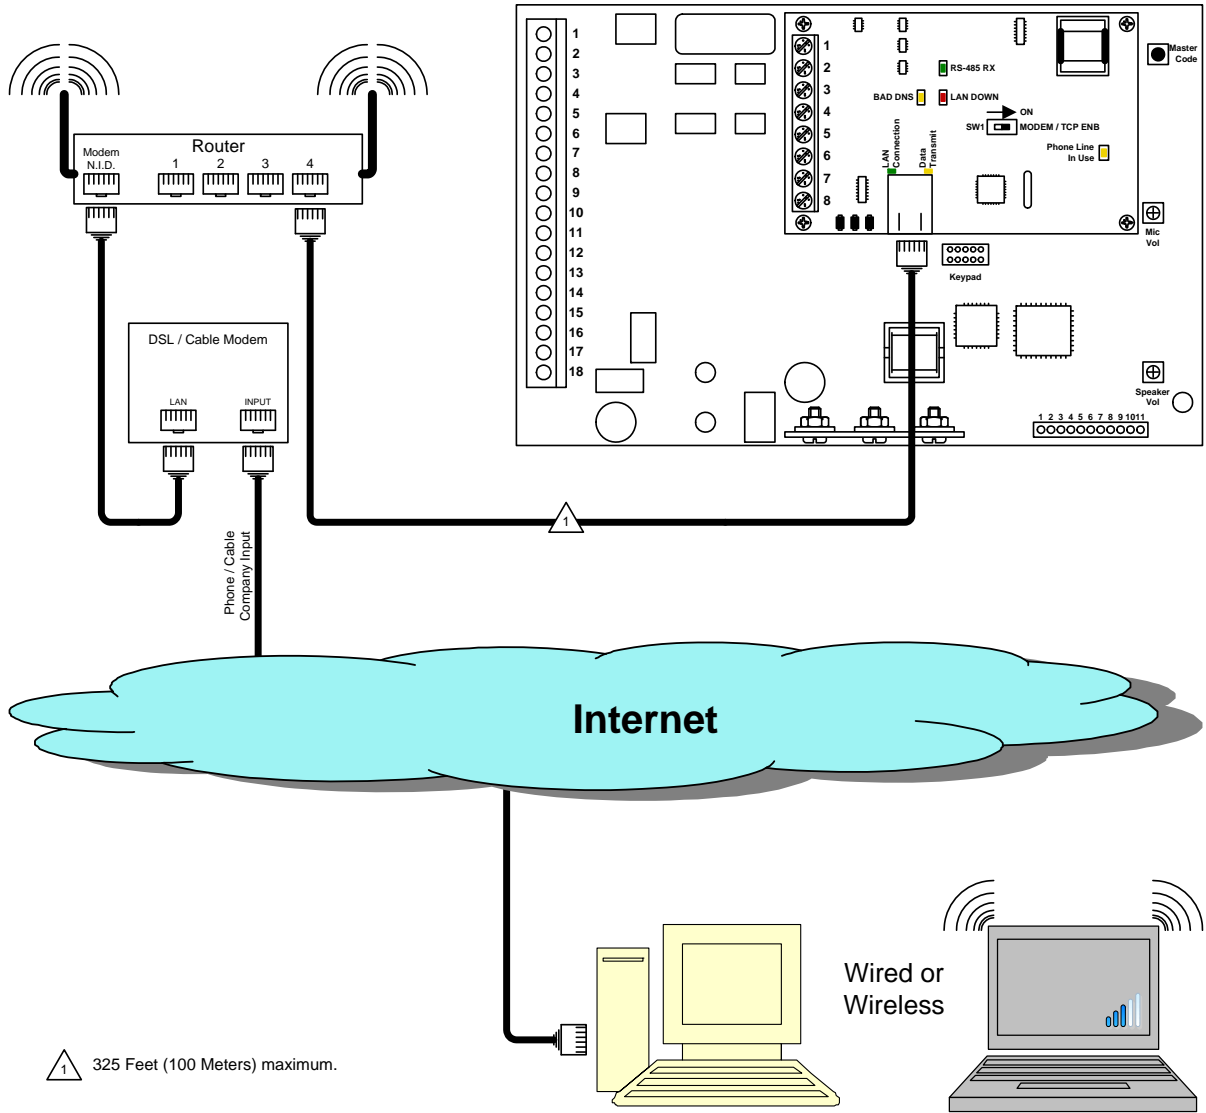 Router
Modem
N.I.D.
1
2
3
4
DSL / Cable Modem
LAN
INPUT
Phone / Cable
Company Input
1
2
3
4
5
6
7
8
9
10
11
12
13
14
15
16
17
18
1
2
3
4
5
6
7
8
RS-485 RX
BAD DNS
LAN DOWN
ON
SW1
MODEM / TCP ENB
Phone Line
In Use
LAN
Connection
Data
Transmit
Master
Code
Mic
Vol
Keypad
Speaker
Vol
1 2 3 4 5 6 7 8 9 1011
1
Internet
Wired or
Wireless
1
325 Feet (100 Meters) maximum.